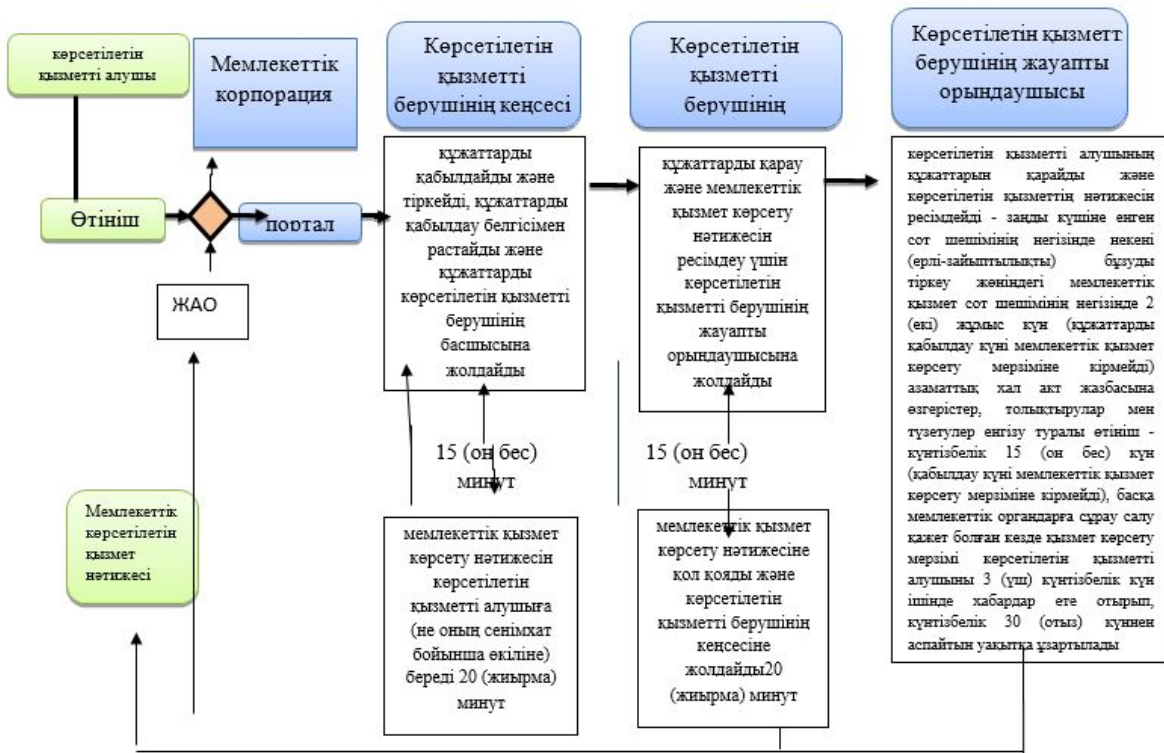 көрсетілетін
қызметті алушы
Мемлекеттік
корпорация
Көрсетілетін
қызметті
берушінің кеңсесі
Көрсетілетін
қызметті
берушінің
Көрсетілетін қызметт
берушінің жауапты
орындаушысы
Өтініш
портал
ЖАО
құжаттарды
қабылдайды және
тіркейді, құжаттарды
қабылдау белгісімен
растайды және
құжаттарды
көрсетілетін қызметті
берушінің
басшысына
жолдайды
құжаттарды қарау
және мемлекеттік
қызмет көрсету
нәтижесін
ресімдеу үшін
көрсетілетін
қызметті берушінің
жауапты
орындаушысына
жолдайды
көрсетілетін қызметті алушының
құжаттарын қарайды және
көрсетілетін қызметтің нәтижесін
ресімдейді - заңды күшіне енген
сот шешімінің негізінде некені
(ерлі-зайыптылықты) бұзуды
тіркеу жөніндегі мемлекеттік
қызмет сот шешімінің негізінде 2
(екі) жұмыс күн (құжаттарды
қабылдау күні мемлекеттік қызмет
көрсету мерзіміне кірмейді)
азаматтық хал акт жазбасына
өзгерістер, толықтырулар мен
түзетулер енгізу туралы өтініш -
күнтізбелік 15 (он бес) күн
(қабылдау күні мемлекеттік қызмет
көрсету мерзіміне кірмейді), басқа
мемлекеттік органдарға сұрау салу
қажет болған кезде қызмет көрсету
мерзімі көрсетілетін қызметті
алушыны 3 (үш) күнтізбелік күн
ішінде хабардар ете отырып,
күнтізбелік 30 (отыз) күннен
аспайтын уақытқа ұзартылады
15 (он бес)
минут
15 (он бес)
минут
Мемлекеттік
көрсетілетін
қызмет
нәтижесі
мемлекеттік қызмет
көрсету нәтижесін
көрсетілетін
қызметті алушыға
(не оның сенімхат
бойынша өкіліне)
береді 20 (жиырма)
минут
мемлекеттік қызмет
көрсету нәтижесіне
қол қояды және
көрсетілетін
қызметті берушінің
кеңсесіне
жолдайды20
(жиырма) минут